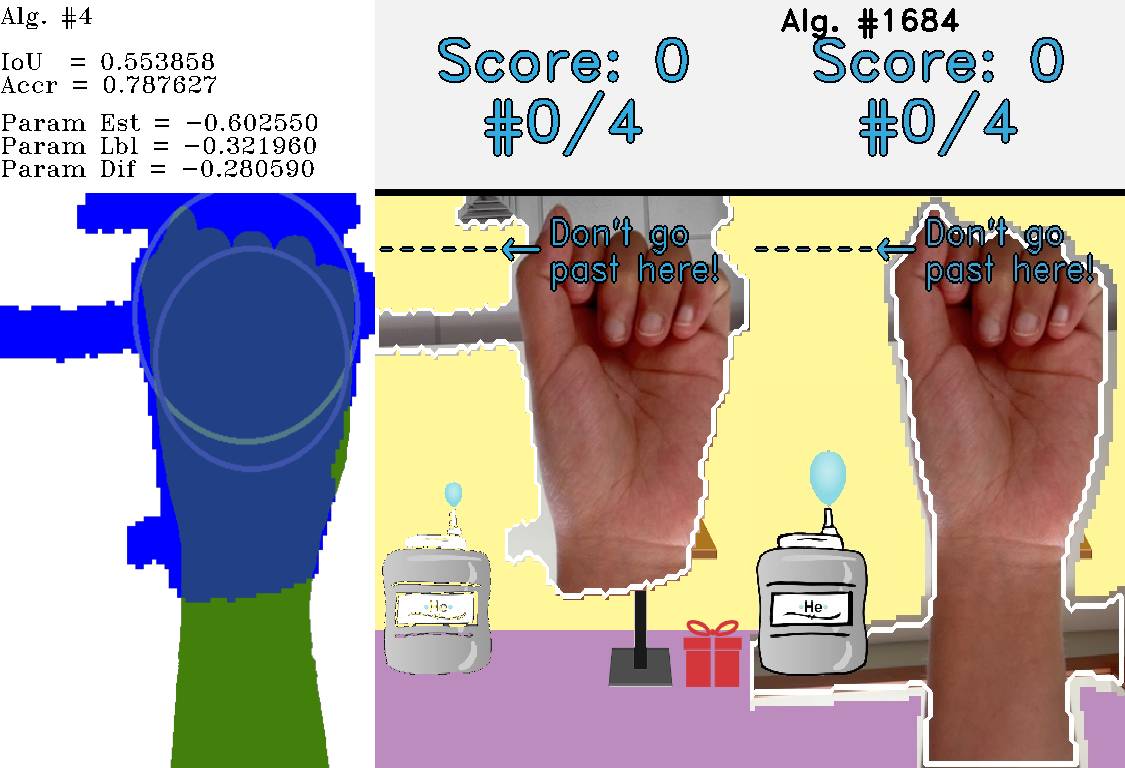 Alg. #4
IoU = 0.553858
Accr = 0.787627
Param Est = −0.602550
Param Lbl = −0.321960
Param Dif = −0.280590
Score: 0
#0/4
Don't go
past here!
He
Alg. #1684
Score: 0
#0/4
Don't go
past here!
He